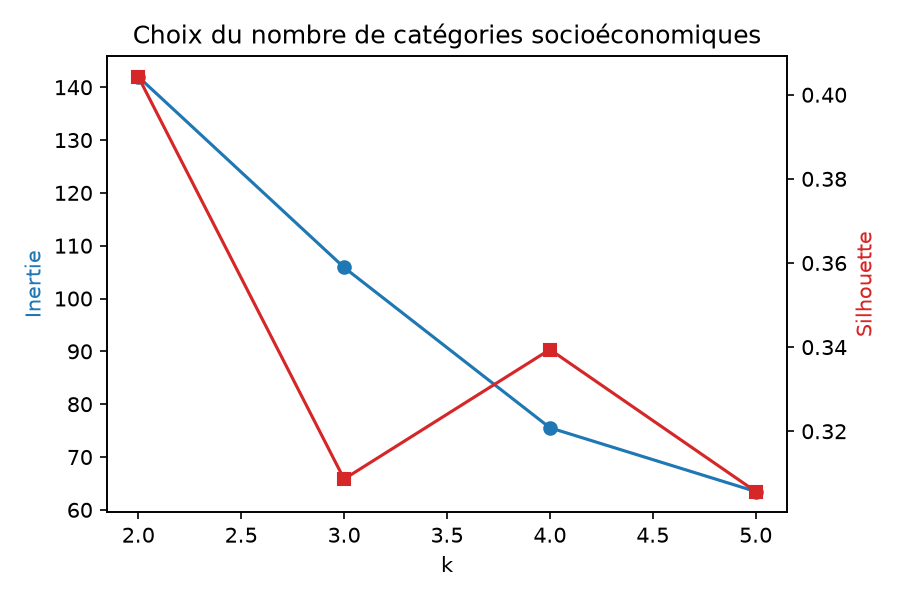 Choix du nombre de catégories socioéconomiques
Inertie
140
130
120
110
100
90
80
70
60
0.40
0.38
0.36
0.34
0.32
Silhouette
2.0 2.5 3.0 3.5 4.0 4.5 5.0
k